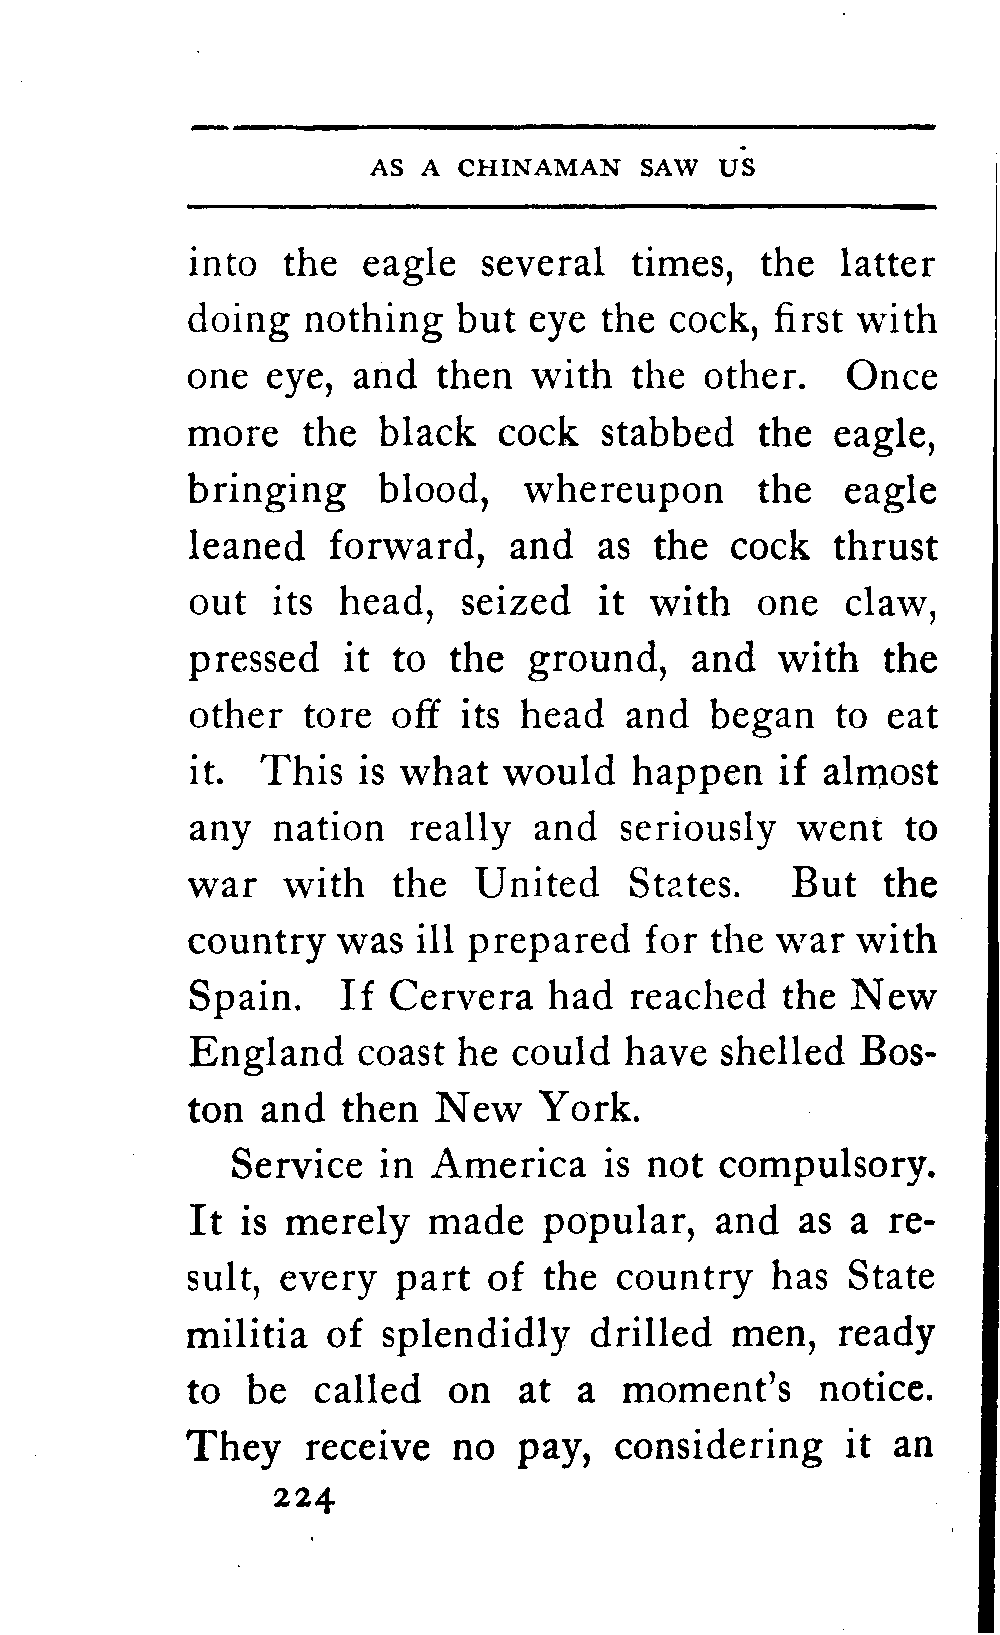 AS A CHINAMAN SAW US
into the eagle several times, the latter
doing nothing but eye the cock, first with
one eye, and then with the other. Once
more the black cock stabbed the eagle,
bringing blood, whereupon the eagle
leaned forward, and as the cock thrust
out its head, seized it with one claw,
pressed it to the ground, and with the
other tore off its head and began to eat
it. This is what would happen if almost
any nation really and seriously went to
war with the United States. But the
country was ill prepared for the war with
Spain. If Cervera had reached the New
England coast he could have shelled Bos-
ton and then New York.
Service in America is not compulsory.
It is merely made popular, and as a re-
sult, every part of the country has State
militia of splendidly drilled men, ready
to be called on at a moment's notice.
They receive no pay, considering it an
224